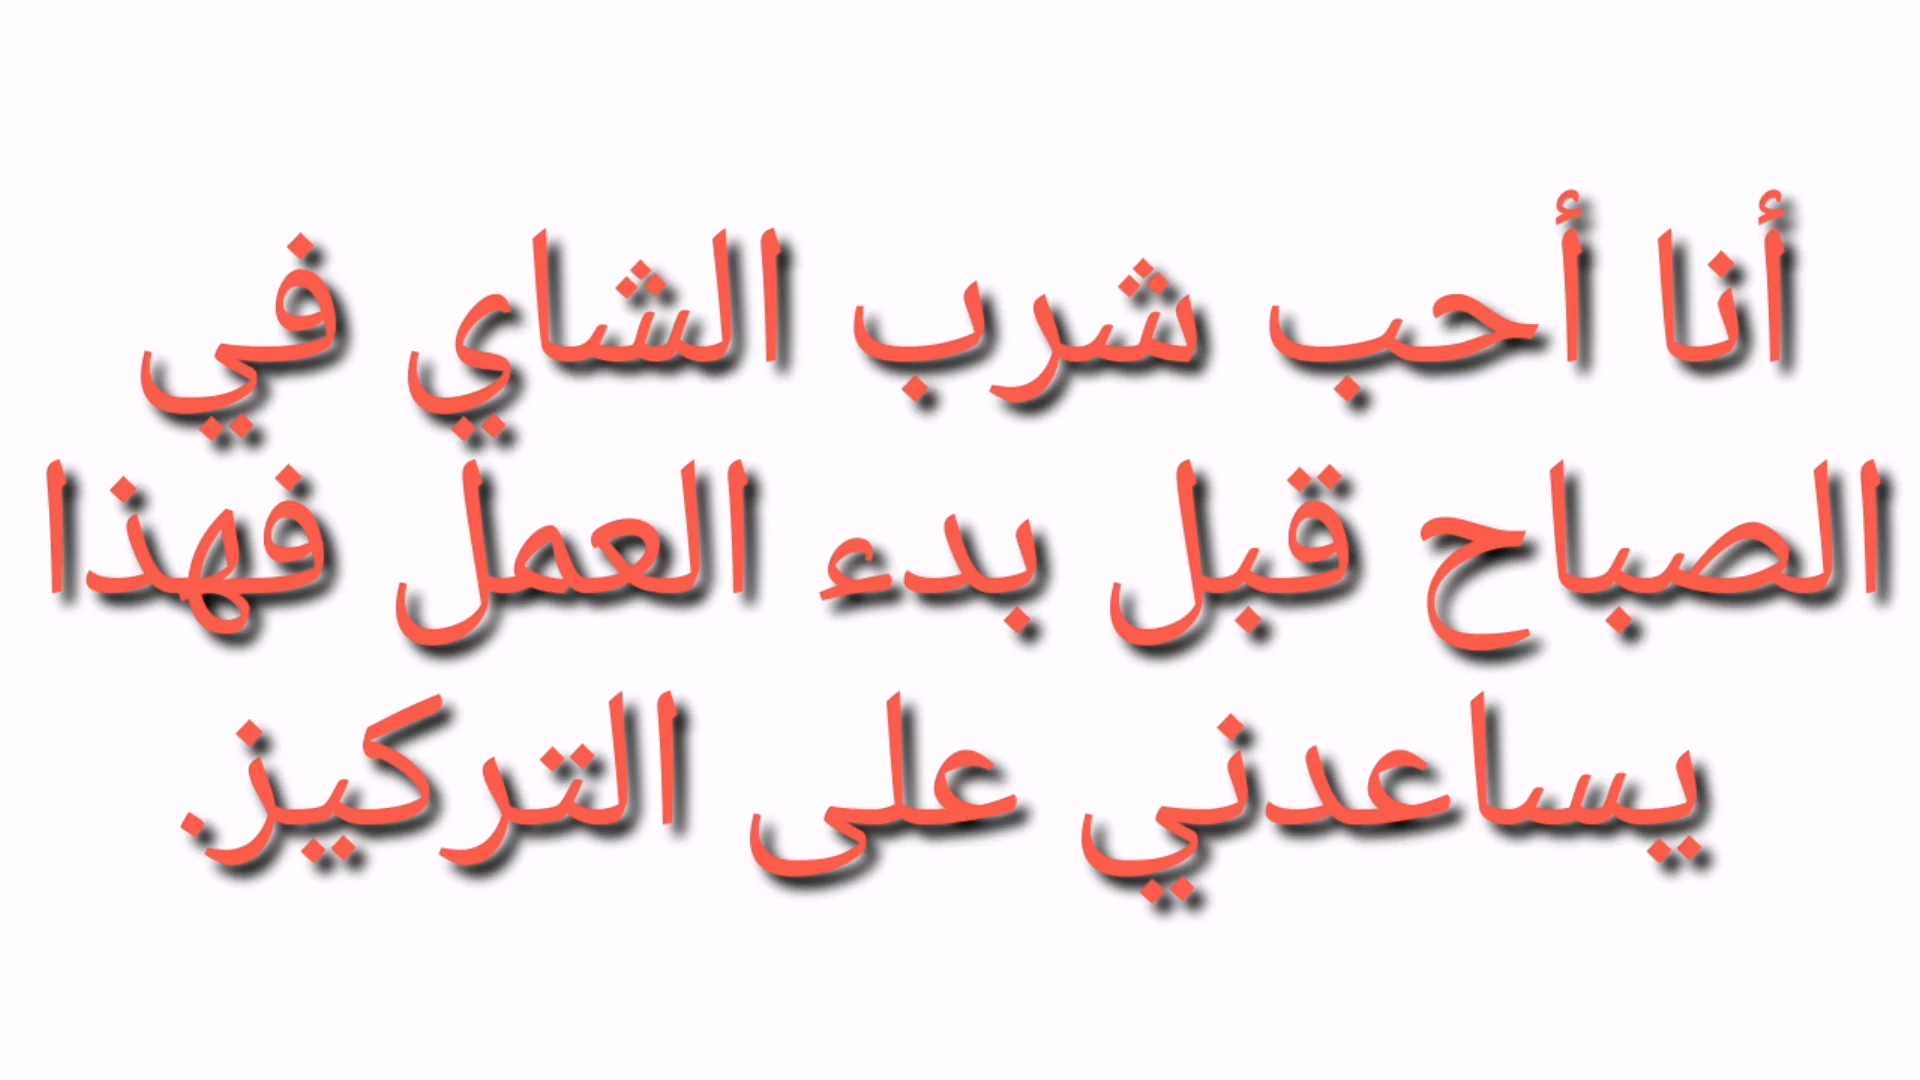 أنا أحب شرب الشاي في
الصباح قبل بدء العمل فهذا
يساعدني على التركيز.